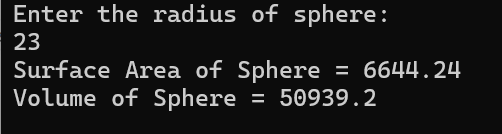 Enter the radius of sphere:
23
Surface Area of Sphere = 6644.24
Volume of Sphere = 50939.2